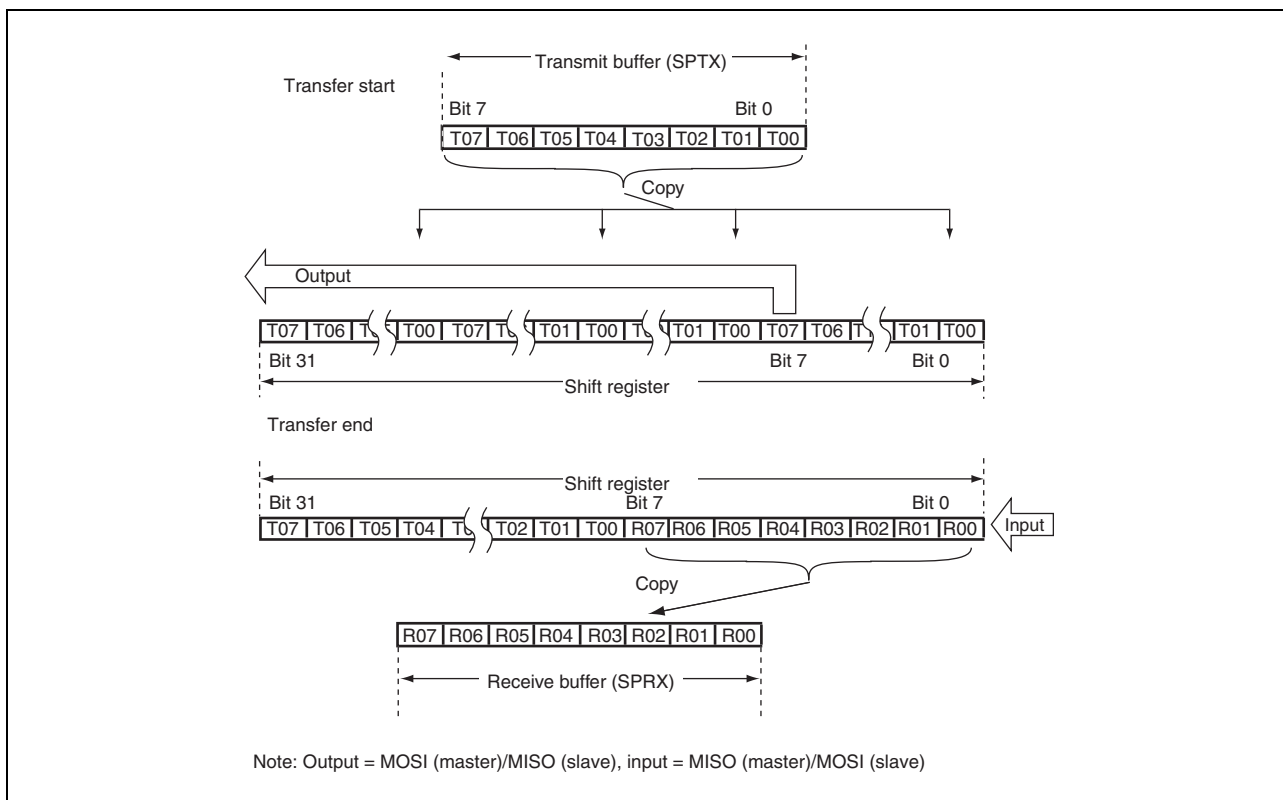 Transmit buffer (SPTX)
Transfer start
Bit 7 Bit 0
T07 T06 T05 T04 T03 T02 T01 T00
Copy
Output
T07 T06 T00 T07 T01 T00 T01 T00 T07 T06 T01 T00
Bit 31 Bit 7 Bit 0
Shift register
Transfer end
Shift register
Bit 31 Bit 7 Bit 0
T07 T06 T05 T04 T02 T01 T00 R07 R06 R05 R04 R03 R02 R01 R00
Input
Copy
R07 R06 R05 R04 R03 R02 R01 R00
Receive buffer (SPRX)
Note: Output = MOSI (master)/MISO (slave), input = MISO (master)/MOSI (slave)